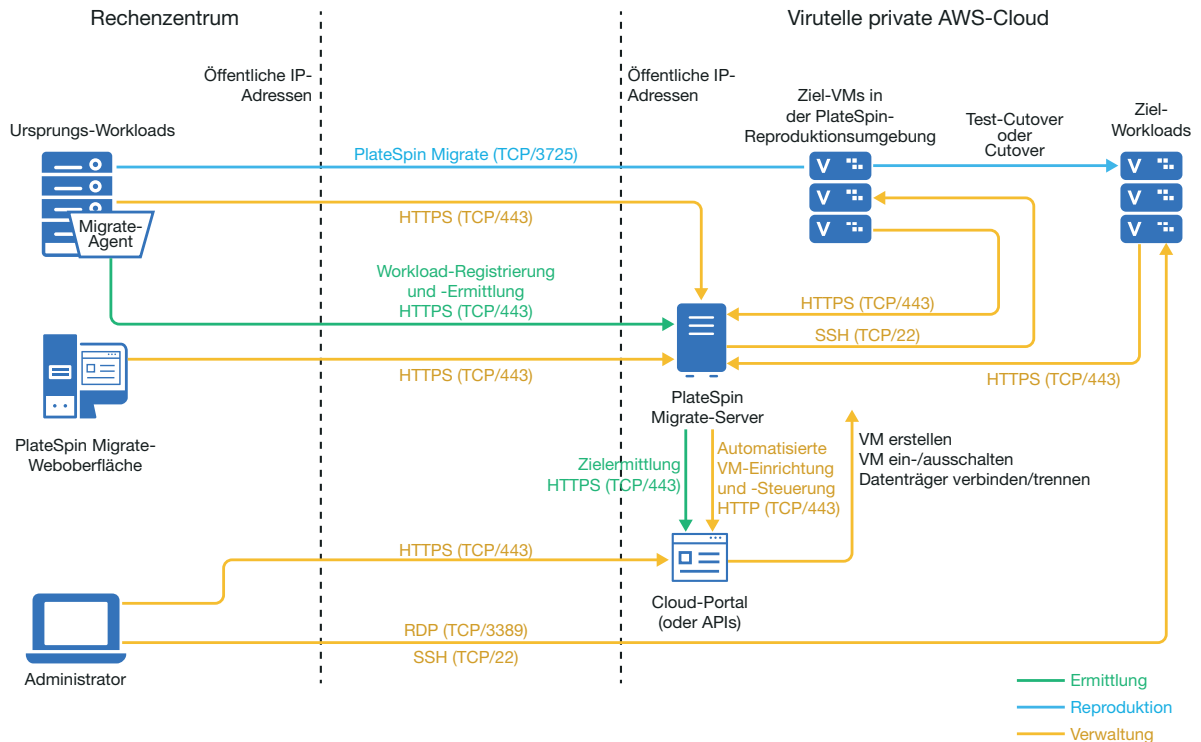 Rechenzentrum
Virutelle private AWS-Cloud
Öffentliche IP-
Adressen
Öffentliche IP-
Adressen
Ursprungs-Workloads
Ziel-VMs in
der PlateSpin-
Reproduktionsumgebung
Test-Cutover
oder
Cutover
Ziel-
Workloads
PlateSpin Migrate (TCP/3725)
HTTPS (TCP/443)
Migrate-
Agent
Workload-Registrierung
und -Ermittlung
HTTPS (TCP/443)
HTTPS (TCP/443)
SSH (TCP/22)
HTTPS (TCP/443)
HTTPS (TCP/443)
PlateSpin
Migrate-Server
PlateSpin Migrate-
Weboberfläche
Zielermittlung
HTTPS (TCP/443)
Automatisierte
VM-Einrichtung
und -Steuerung
HTTP (TCP/443)
VM erstellen
VM ein-/ausschalten
Datenträger verbinden/trennen
HTTPS (TCP/443)
Cloud-Portal
(oder APIs)
RDP (TCP/3389)
SSH (TCP/22)
Administrator
Ermittlung
Reproduktion
Verwaltung
V
V
V
V
V
V